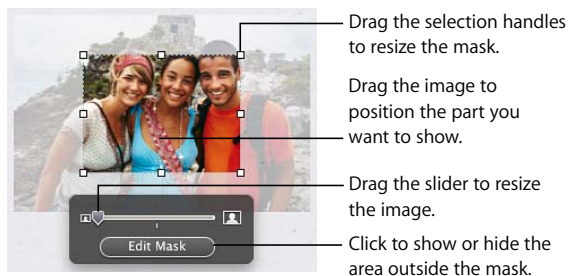 Drag the selection handles
to resize the mask.
Drag the image to
position the part you
want to show.
Drag the slider to resize
the image.
Edit Mask
Click to show or hide the
area outside the mask.